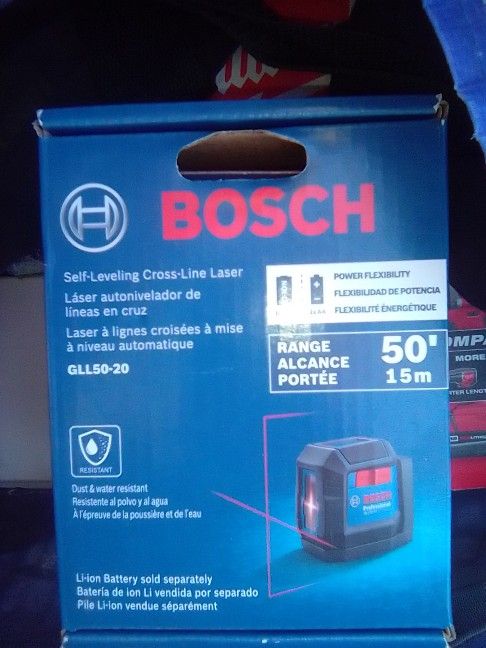 BOSCH
Self-Leveling Cross-Line Laser
Láser autonivelador de
líneas en cruz
Laser à lignes croisées à mise
à niveau automatique
GLL50-20
POWER FLEXIBILITY
FLEXIBILIDAD DE POTENCIA
FLEXIBILITÉ ÉNERGÉTIQUE
RANGE
ALCANCE
PORTÉE
50'
15m
RESISTANT
Dust & water resistant
Resistente al polvo y al agua
À l'épreuve de la poussière et de l'eau
BOSCH
Professional
Li-ion Battery sold separately
Batería de ion Li vendida por separado
Pile Li-ion vendue séparément
MORE